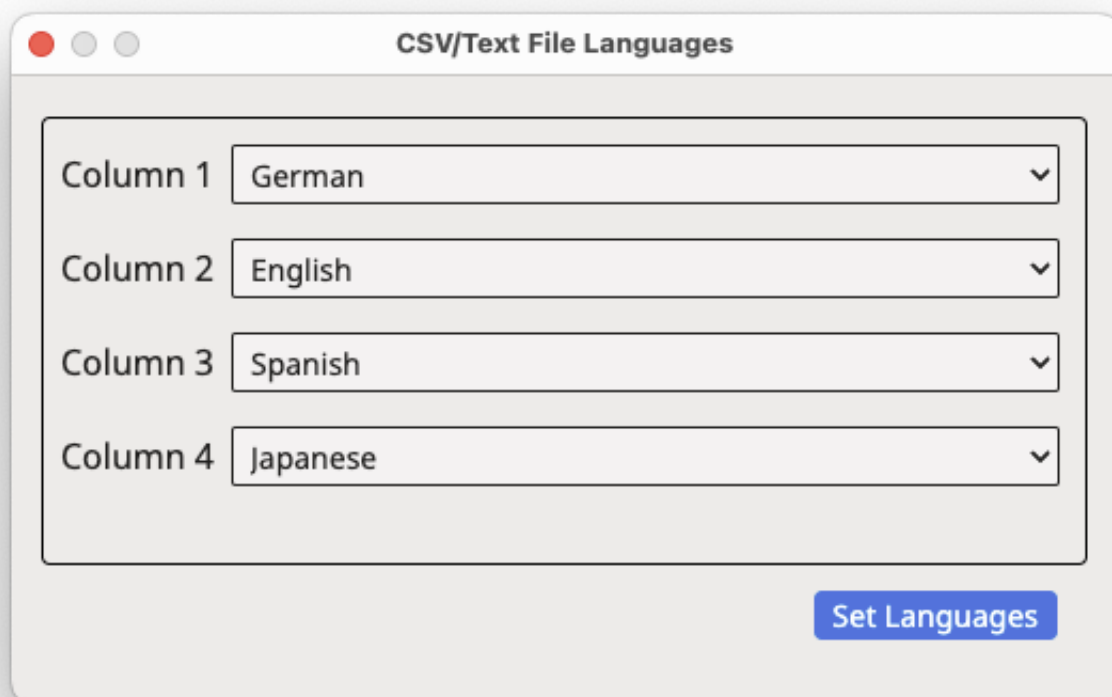 CSV/Text File Languages
Column 1 German
Column 2 English
Column 3 Spanish
Column 4 Japanese
Set Languages